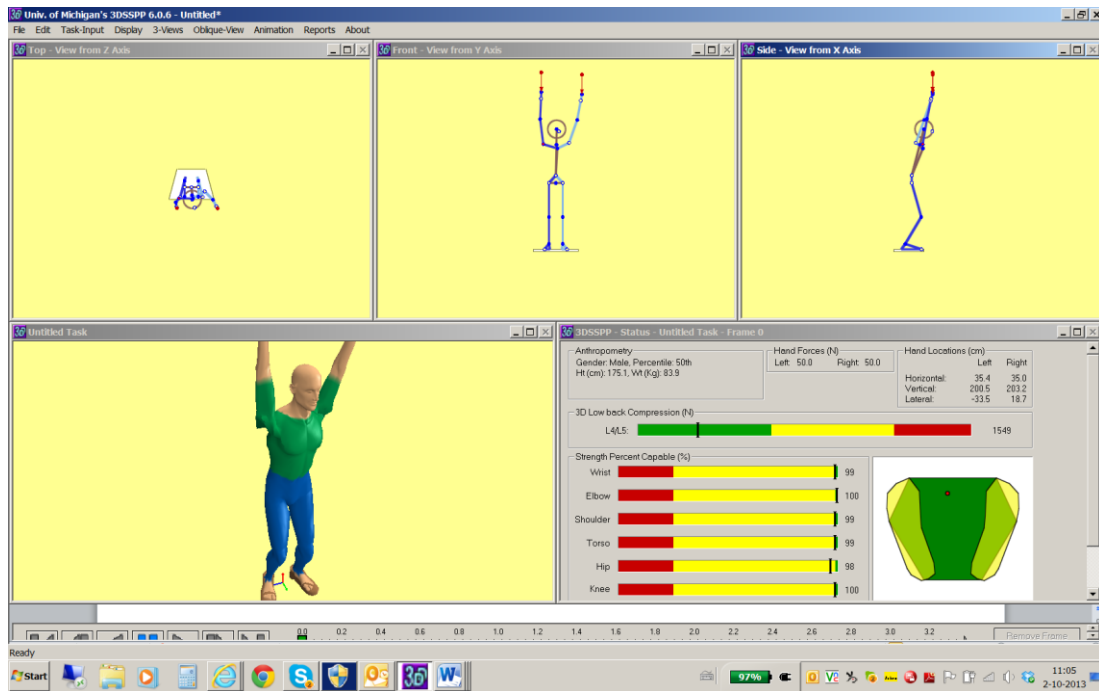 Univ. of Michigan's 3DSSPP 6.0.6 - Untitled*
File Edit Task-Input Display 3-Views Oblique-View Animation Reports About
Top - View from Z Axis
Front - View from Y Axis
Side - View from X Axis
Untitled Task
3DSSPP - Status - Untitled Task - Frame 0
Anthropometry
Gender: Male, Percentile: 50th
Ht (cm): 175.1, Wt (Kg): 83.9
Hand Forces (N)
Left: 50.0 Right: 50.0
Hand Locations (cm)
Left Right
Horizontal: 35.4 35.0
Vertical: 200.5 203.2
Lateral: -33.5 18.7
3D Low back Compression (N)
L4/L5: 1549
Strength Percent Capable (%)
Wrist 99
Elbow 100
Shoulder 99
Torso 99
Hip 98
Knee 100
0.0 0.2 0.4 0.6 0.8 1.0 1.2 1.4 1.6 1.8 2.0 2.2 2.4 2.6 2.8 3.0 3.2
Remove Frame
Ready
Start
97%
11:05
2-10-2013